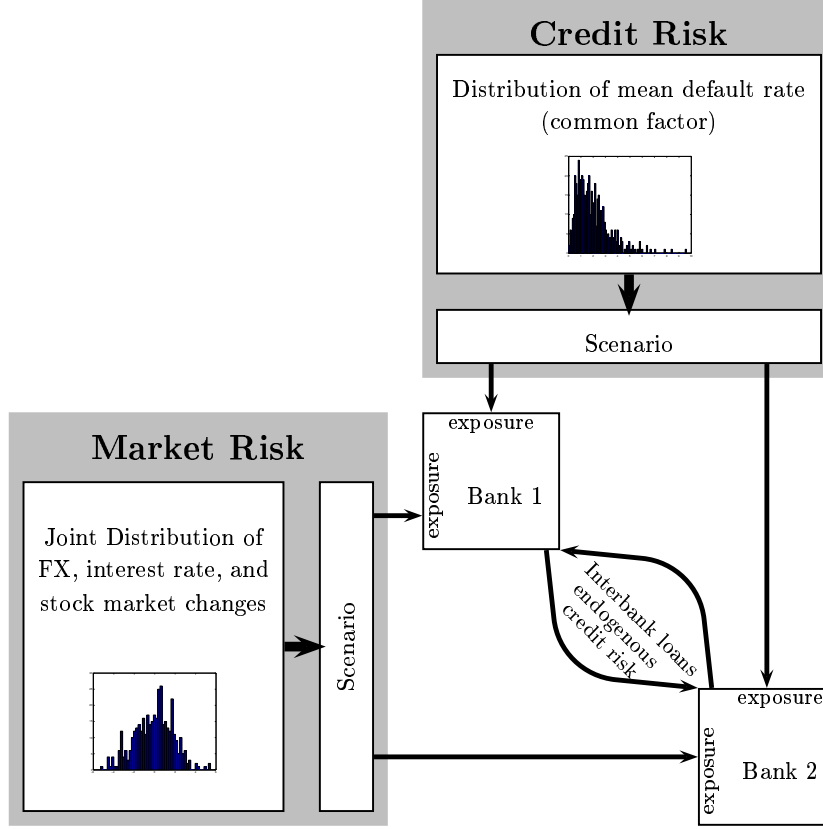 Credit Risk
Distribution of mean default rate
(common factor)
Scenario
Market Risk
Joint Distribution of
FX, interest rate, and
stock market changes
Scenario
exposure
exposure
Bank 1
Interbank loans
endogenous
credit risk
exposure
exposure
Bank 2